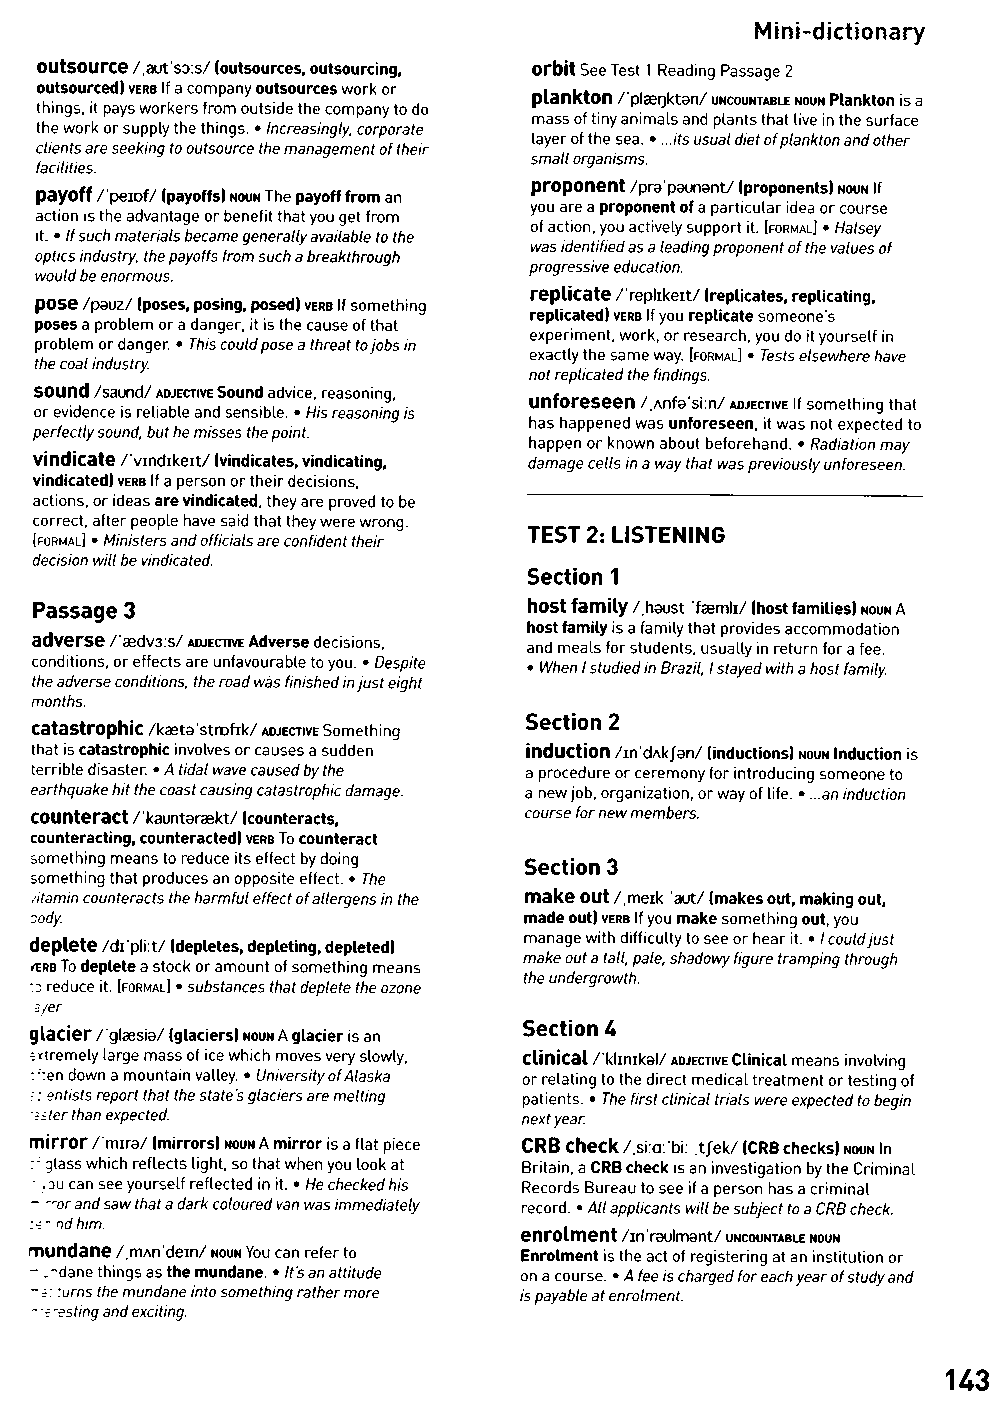 Mini-dictionary
outsource /ˌaʊtˈsɔːs/ (outsources, outsourcing,
outsourced) VERB If a company outsources work or
things, it pays workers from outside the company to do
the work or supply the things. • Increasingly, corporate
clients are seeking to outsource the management of their
facilities.
payoff /ˈpeɪɒf/ (payoffs) NOUN The payoff from an
action is the advantage or benefit that you get from
it. • If such materials became generally available to the
optics industry, the payoffs from such a breakthrough
would be enormous.
pose /pəʊz/ (poses, posing, posed) VERB If something
poses a problem or a danger, it is the cause of that
problem or danger. • This could pose a threat to jobs in
the coal industry.
sound /saʊnd/ ADJECTIVE Sound advice, reasoning,
or evidence is reliable and sensible. • His reasoning is
perfectly sound, but he misses the point.
vindicate /ˈvɪndɪkeɪt/ (vindicates, vindicating,
vindicated) VERB If a person or their decisions,
actions, or ideas are vindicated, they are proved to be
correct, after people have said that they were wrong.
[FORMAL] • Ministers and officials are confident their
decision will be vindicated.
Passage 3
adverse /ˈædvɜːs/ ADJECTIVE Adverse decisions,
conditions, or effects are unfavourable to you. • Despite
the adverse conditions, the road was finished in just eight
months.
catastrophic /kætəˈstrɒfɪk/ ADJECTIVE Something
that is catastrophic involves or causes a sudden
terrible disaster. • A tidal wave caused by the
earthquake hit the coast causing catastrophic damage.
counteract /ˈkaʊntərækt/ (counteracts,
counteracting, counteracted) VERB To counteract
something means to reduce its effect by doing
something that produces an opposite effect. • The
vitamin counteracts the harmful effect of allergens in the
body.
deplete /dɪˈpliːt/ (depletes, depleting, depleted)
VERB To deplete a stock or amount of something means
to reduce it. [FORMAL] • substances that deplete the ozone
layer
glacier /ˈglæsiə/ (glaciers) NOUN A glacier is an
extremely large mass of ice which moves very slowly,
often down a mountain valley. • University of Alaska
scientists report that the state's glaciers are melting
faster than expected.
mirror /ˈmɪrə/ (mirrors) NOUN A mirror is a flat piece
of glass which reflects light, so that when you look at
it you can see yourself reflected in it. • He checked his
mirror and saw that a dark coloured van was immediately
behind him.
mundane /ˌmʌnˈdeɪn/ NOUN You can refer to
mundane things as the mundane. • It's an attitude
that turns the mundane into something rather more
interesting and exciting.
orbit See Test 1 Reading Passage 2
plankton /ˈplæŋktən/ UNCOUNTABLE NOUN Plankton is a
mass of tiny animals and plants that live in the surface
layer of the sea. • ...its usual diet of plankton and other
small organisms.
proponent /prəˈpəʊnənt/ (proponents) NOUN If
you are a proponent of a particular idea or course
of action, you actively support it. [FORMAL] • Halsey
was identified as a leading proponent of the values of
progressive education.
replicate /ˈreplɪkeɪt/ (replicates, replicating,
replicated) VERB If you replicate someone's
experiment, work, or research, you do it yourself in
exactly the same way. [FORMAL] • Tests elsewhere have
not replicated the findings.
unforeseen /ˌʌnfəˈsiːn/ ADJECTIVE If something that
has happened was unforeseen, it was not expected to
happen or known about beforehand. • Radiation may
damage cells in a way that was previously unforeseen.
TEST 2: LISTENING
Section 1
host family /ˌhəʊst ˈfæmlɪ/ (host families) NOUN A
host family is a family that provides accommodation
and meals for students, usually in return for a fee.
• When I studied in Brazil, I stayed with a host family.
Section 2
induction /ɪnˈdʌkʃən/ (inductions) NOUN Induction is
a procedure or ceremony for introducing someone to
a new job, organization, or way of life. • ...an induction
course for new members.
Section 3
make out /ˌmeɪk ˈaʊt/ (makes out, making out,
made out) VERB If you make something out, you
manage with difficulty to see or hear it. • I could just
make out a tall, pale, shadowy figure tramping through
the undergrowth.
Section 4
clinical /ˈklɪnɪkəl/ ADJECTIVE Clinical means involving
or relating to the direct medical treatment or testing of
patients. • The first clinical trials were expected to begin
next year.
CRB check /ˌsiːɑːˈbiː ˌtʃek/ (CRB checks) NOUN In
Britain, a CRB check is an investigation by the Criminal
Records Bureau to see if a person has a criminal
record. • All applicants will be subject to a CRB check.
enrolment /ɪnˈrəʊlmənt/ UNCOUNTABLE NOUN
Enrolment is the act of registering at an institution or
on a course. • A fee is charged for each year of study and
is payable at enrolment.
143